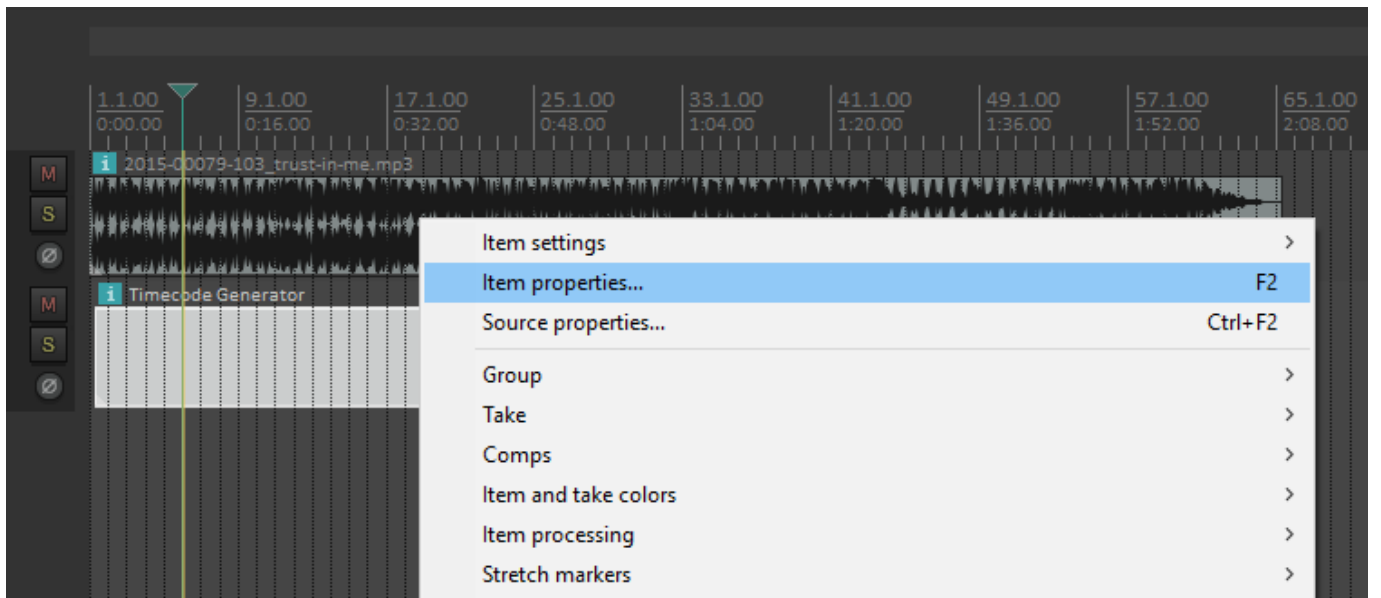 1.1.00 9.1.00 17.1.00 25.1.00 33.1.00 41.1.00 49.1.00 57.1.00 65.1.00
0:00.00 0:16.00 0:32.00 0:48.00 1:04.00 1:20.00 1:36.00 1:52.00 2:08.00
i 2015-00079-103_trust-in-me.mp3
M
S
Ø
i Timecode Generator
M
S
Ø
Item settings >
Item properties... F2
Source properties... Ctrl+F2
Group >
Take >
Comps >
Item and take colors >
Item processing >
Stretch markers >